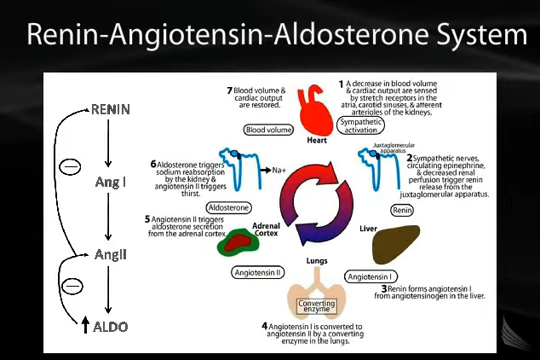 Renin-Angiotensin-Aldosterone System
RENIN
Ang I
AngII
ALDO
7 Blood volume &
cardiac output
are restored.
1 A decrease in blood volume
& cardiac output are sensed
by stretch receptors in the
atria, carotid sinuses, & afferent
arterioles of the kidneys.
Blood volume
Sympathetic
activation
Heart
6 Aldosterone triggers
sodium reabsorption
by the kidney &
angiotensin II triggers
thirst.
Na+
Juxtaglomerular
apparatus
2 Sympathetic nerves,
circulating epinephrine,
& decreased renal
perfusion trigger renin
release from the
juxtaglomerular apparatus.
Aldosterone
Renin
5 Angiotensin II triggers
aldosterone secretion
from the adrenal cortex.
Adrenal
Cortex
Liver
Angiotensin II
Lungs
Angiotensin I
3 Renin forms angiotensin I
from angiotensinogen in the liver.
Converting
enzyme
4 Angiotensin I is converted to
angiotensin II by a converting
enzyme in the lungs.